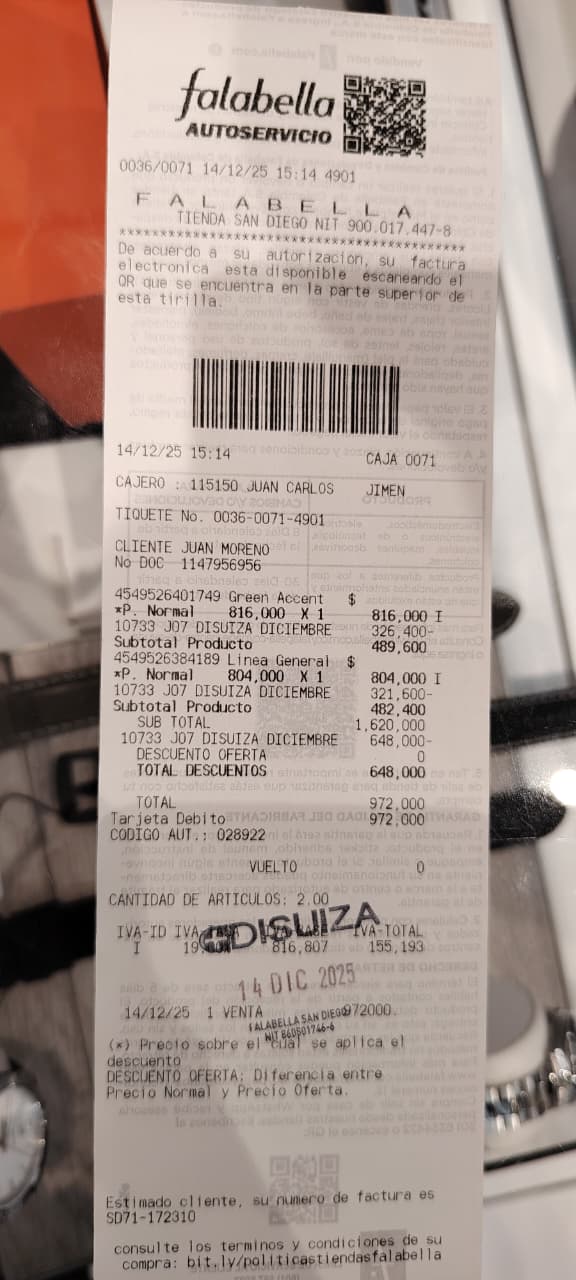 falabella
AUTOSERVICIO
0036/0071 14/12/25 15:14 4901
F A L A B E L L A
TIENDA SAN DIEGO NIT 900.017.447-8
****************************************
De acuerdo a su autorización, su factura
electronica esta disponible escaneando el
QR que se encuentra en la parte superior de
esta tirilla.
14/12/25 15:14 CAJA 0071
CAJERO : 115150 JUAN CARLOS JIMEN
TIQUETE No. 0036-0071-4901
CLIENTE JUAN MORENO
No DOC 1147956956
4549526401749 Green Accent $
*P. Normal 816,000 X 1 816,000 I
10733 J07 DISUIZA DICIEMBRE 326,400-
Subtotal Producto 489,600
4549526384189 Linea General $
*P. Normal 804,000 X 1 804,000 I
10733 J07 DISUIZA DICIEMBRE 321,600-
Subtotal Producto 482,400
SUB TOTAL 1,620,000
10733 J07 DISUIZA DICIEMBRE 648,000-
DESCUENTO OFERTA 0
TOTAL DESCUENTOS 648,000
TOTAL 972,000
Tarjeta Debito 972,000
CODIGO AUT.: 028922
VUELTO 0
CANTIDAD DE ARTICULOS: 2.00
IVA-ID IVA- IVA-TOTAL
I 19. 816,807 155,193
DISUIZA
14 DIC 2025
14/12/25 1 VENTA 972000.
FALABELLA SAN DIEGO
NIT 860501746-6
(*) Precio sobre el cual se aplica el
descuento
DESCUENTO OFERTA: Diferencia entre
Precio Normal y Precio Oferta.
Estimado cliente, su numero de factura es
SD71-172310
consulte los terminos y condiciones de su
compra: bit.ly/politicastiendasfalabella